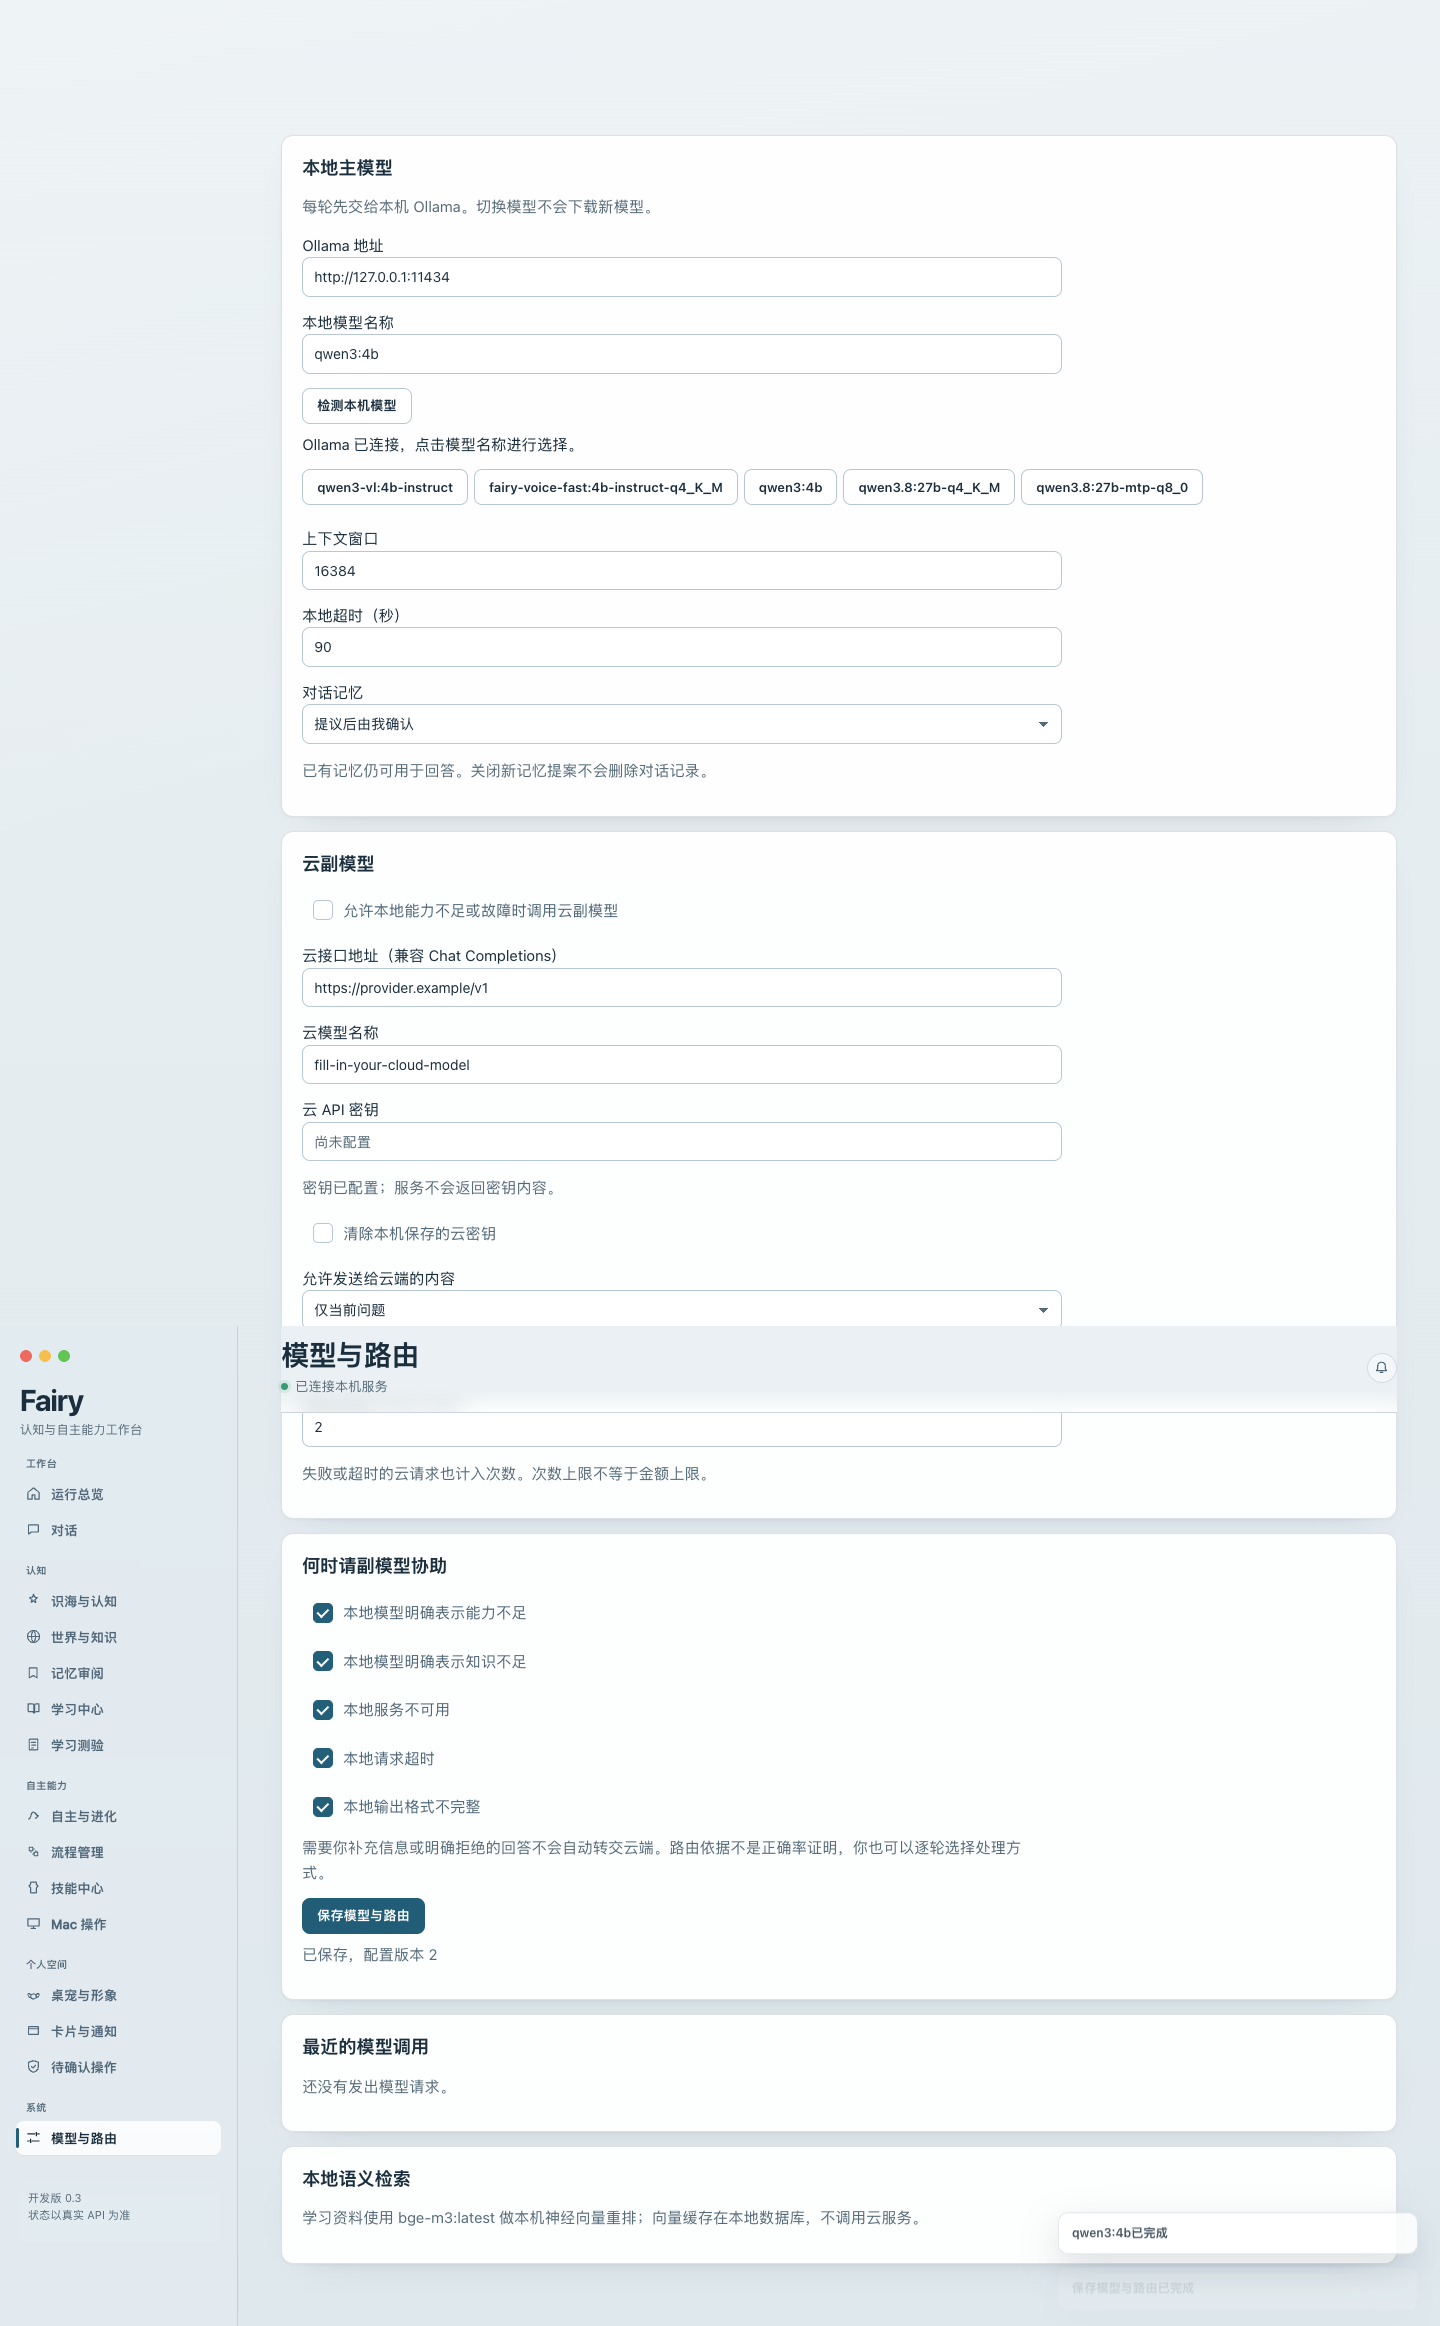 本地主模型
每轮先交给本机 Ollama。切换模型不会下载新模型。
Ollama 地址
http://127.0.0.1:11434
本地模型名称
qwen3:4b
检测本机模型
Ollama 已连接，点击模型名称进行选择。
qwen3-vl:4b-instruct
fairy-voice-fast:4b-instruct-q4_K_M
qwen3:4b
qwen3.8:27b-q4_K_M
qwen3.8:27b-mtp-q8_0
上下文窗口
16384
本地超时（秒）
90
对话记忆
提议后由我确认
已有记忆仍可用于回答。关闭新记忆提案不会删除对话记录。
云副模型
允许本地能力不足或故障时调用云副模型
云接口地址（兼容 Chat Completions）
https://provider.example/v1
云模型名称
fill-in-your-cloud-model
云 API 密钥
尚未配置
密钥已配置；服务不会返回密钥内容。
清除本机保存的云密钥
允许发送给云端的内容
仅当前问题
模型与路由
已连接本机服务
2
失败或超时的云请求也计入次数。次数上限不等于金额上限。
何时请副模型协助
本地模型明确表示能力不足
本地模型明确表示知识不足
本地服务不可用
本地请求超时
本地输出格式不完整
需要你补充信息或明确拒绝的回答不会自动转交云端。路由依据不是正确率证明，你也可以逐轮选择处理方
式。
保存模型与路由
已保存，配置版本 2
最近的模型调用
还没有发出模型请求。
本地语义检索
学习资料使用 bge-m3:latest 做本机神经向量重排；向量缓存在本地数据库，不调用云服务。
qwen3:4b已完成
保存模型与路由已完成
Fairy
认知与自主能力工作台
工作台
运行总览
对话
认知
识海与认知
世界与知识
记忆审阅
学习中心
学习测验
自主能力
自主与进化
流程管理
技能中心
Mac 操作
个人空间
桌宠与形象
卡片与通知
待确认操作
系统
模型与路由
开发版 0.3
状态以真实 API 为准